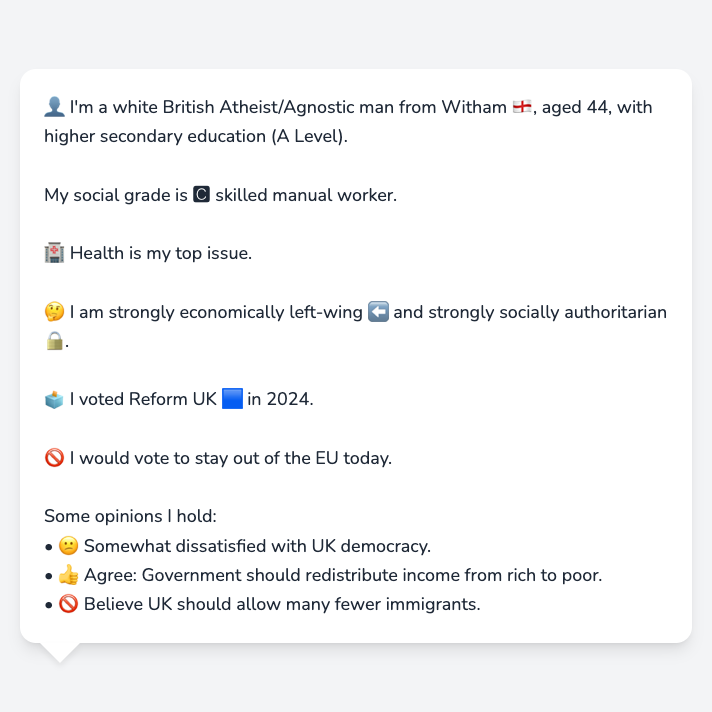 👤 I'm a white British Atheist/Agnostic man from Witham 🏴󠁧󠁢󠁥󠁮󠁧󠁿, aged 44, with
higher secondary education (A Level).
My social grade is 🅲 skilled manual worker.
🏥 Health is my top issue.
🤔 I am strongly economically left-wing ⬅️ and strongly socially authoritarian
🔒.
🗳️ I voted Reform UK 🟦 in 2024.
🚫 I would vote to stay out of the EU today.
Some opinions I hold:
• 😕 Somewhat dissatisfied with UK democracy.
• 👍 Agree: Government should redistribute income from rich to poor.
• 🚫 Believe UK should allow many fewer immigrants.